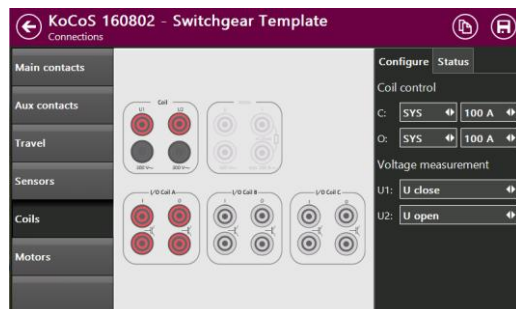 KoCoS 160802 - Switchgear Template
Connections
Main contacts
Aux contacts
Travel
Sensors
Coils
Motors
Coil
U1 U2
I/O Coil A
I O
I/O Coil B
I O
I/O Coil C
I O
Configure Status
Coil control
C: SYS 100 A
O: SYS 100 A
Voltage measurement
U1: U close
U2: U open